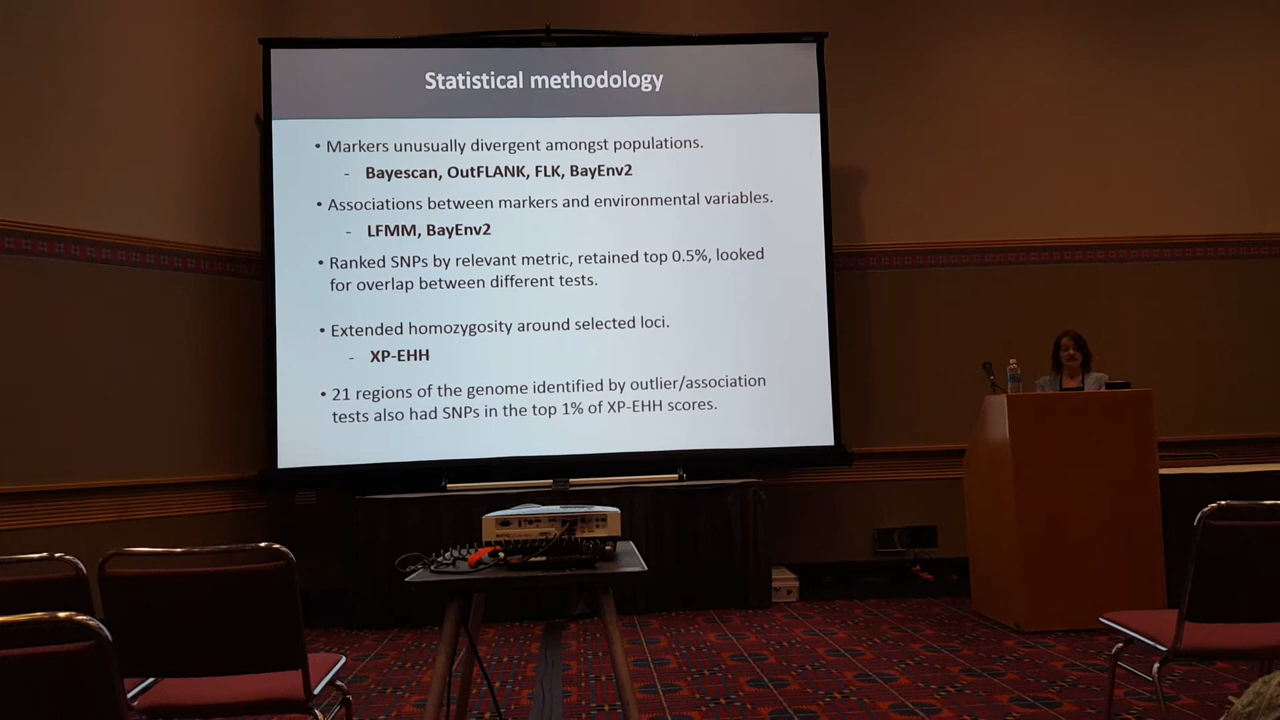 Statistical methodology
• Markers unusually divergent amongst populations.
- Bayescan, OutFLANK, FLK, BayEnv2
• Associations between markers and environmental variables.
- LFMM, BayEnv2
• Ranked SNPs by relevant metric, retained top 0.5%, looked
for overlap between different tests.
• Extended homozygosity around selected loci.
- XP-EHH
• 21 regions of the genome identified by outlier/association
tests also had SNPs in the top 1% of XP-EHH scores.